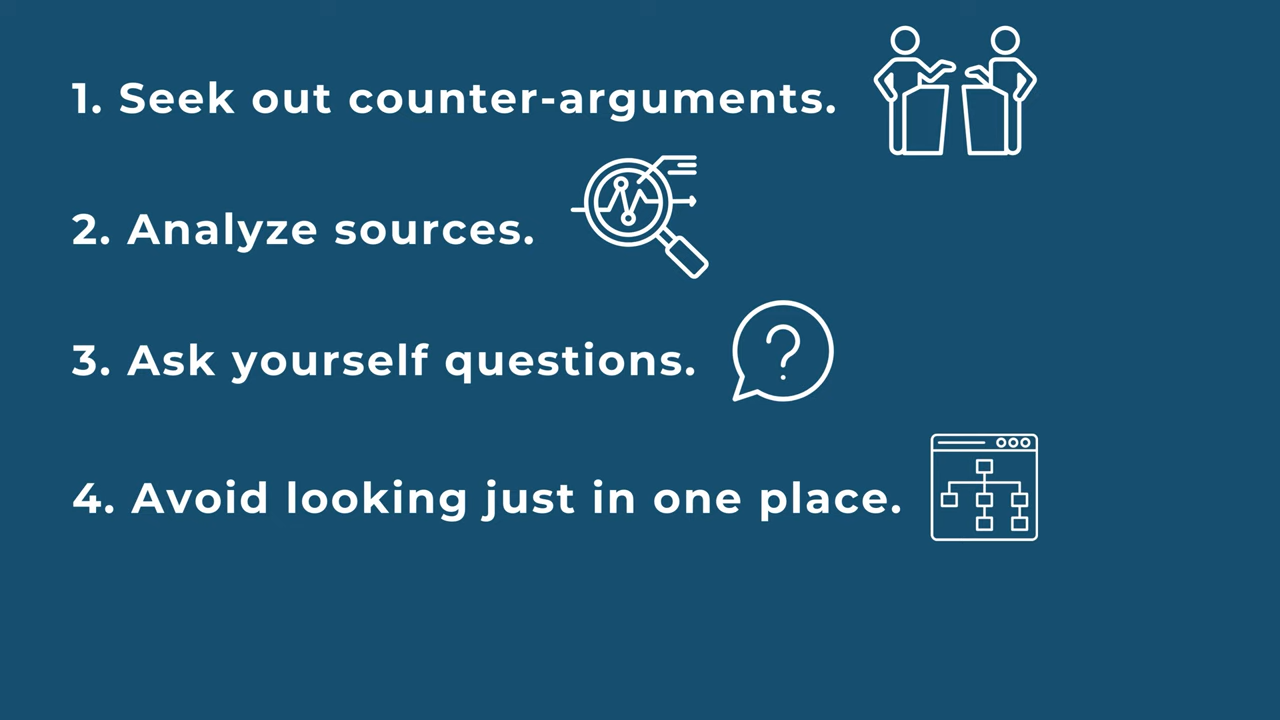 1. Seek out counter-arguments.
2. Analyze sources.
3. Ask yourself questions.
4. Avoid looking just in one place.